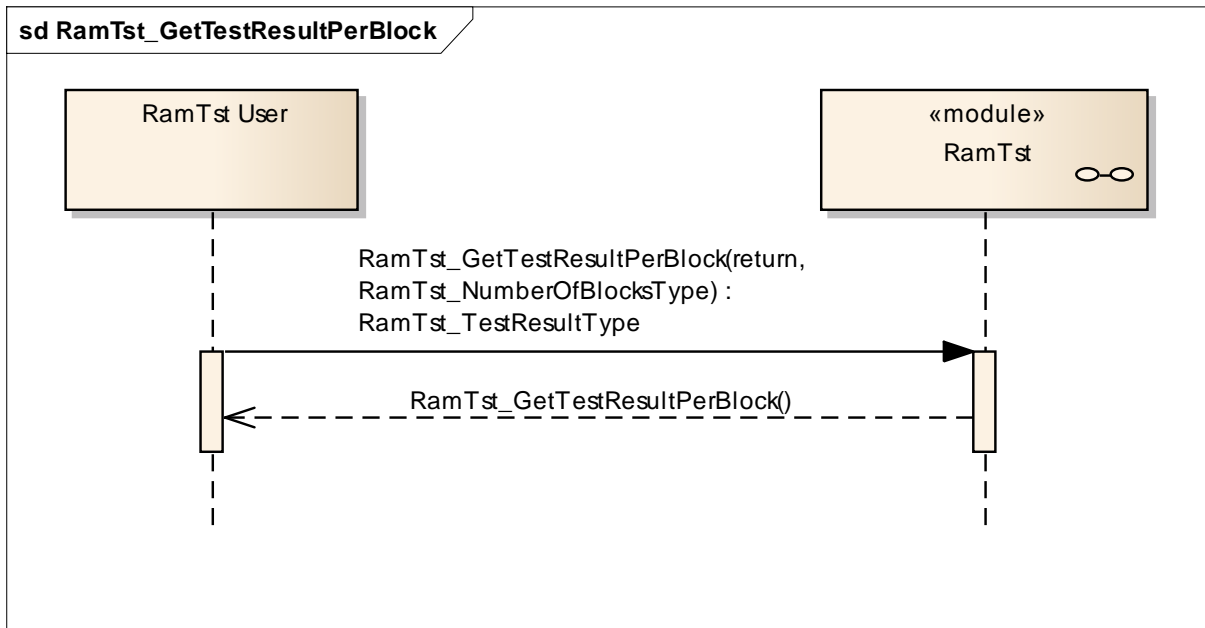 sd RamTst_GetTestResultPerBlock
RamTst User
«module»
RamTst
RamTst_GetTestResultPerBlock(return,
RamTst_NumberOfBlocksType) :
RamTst_TestResultType
RamTst_GetTestResultPerBlock()